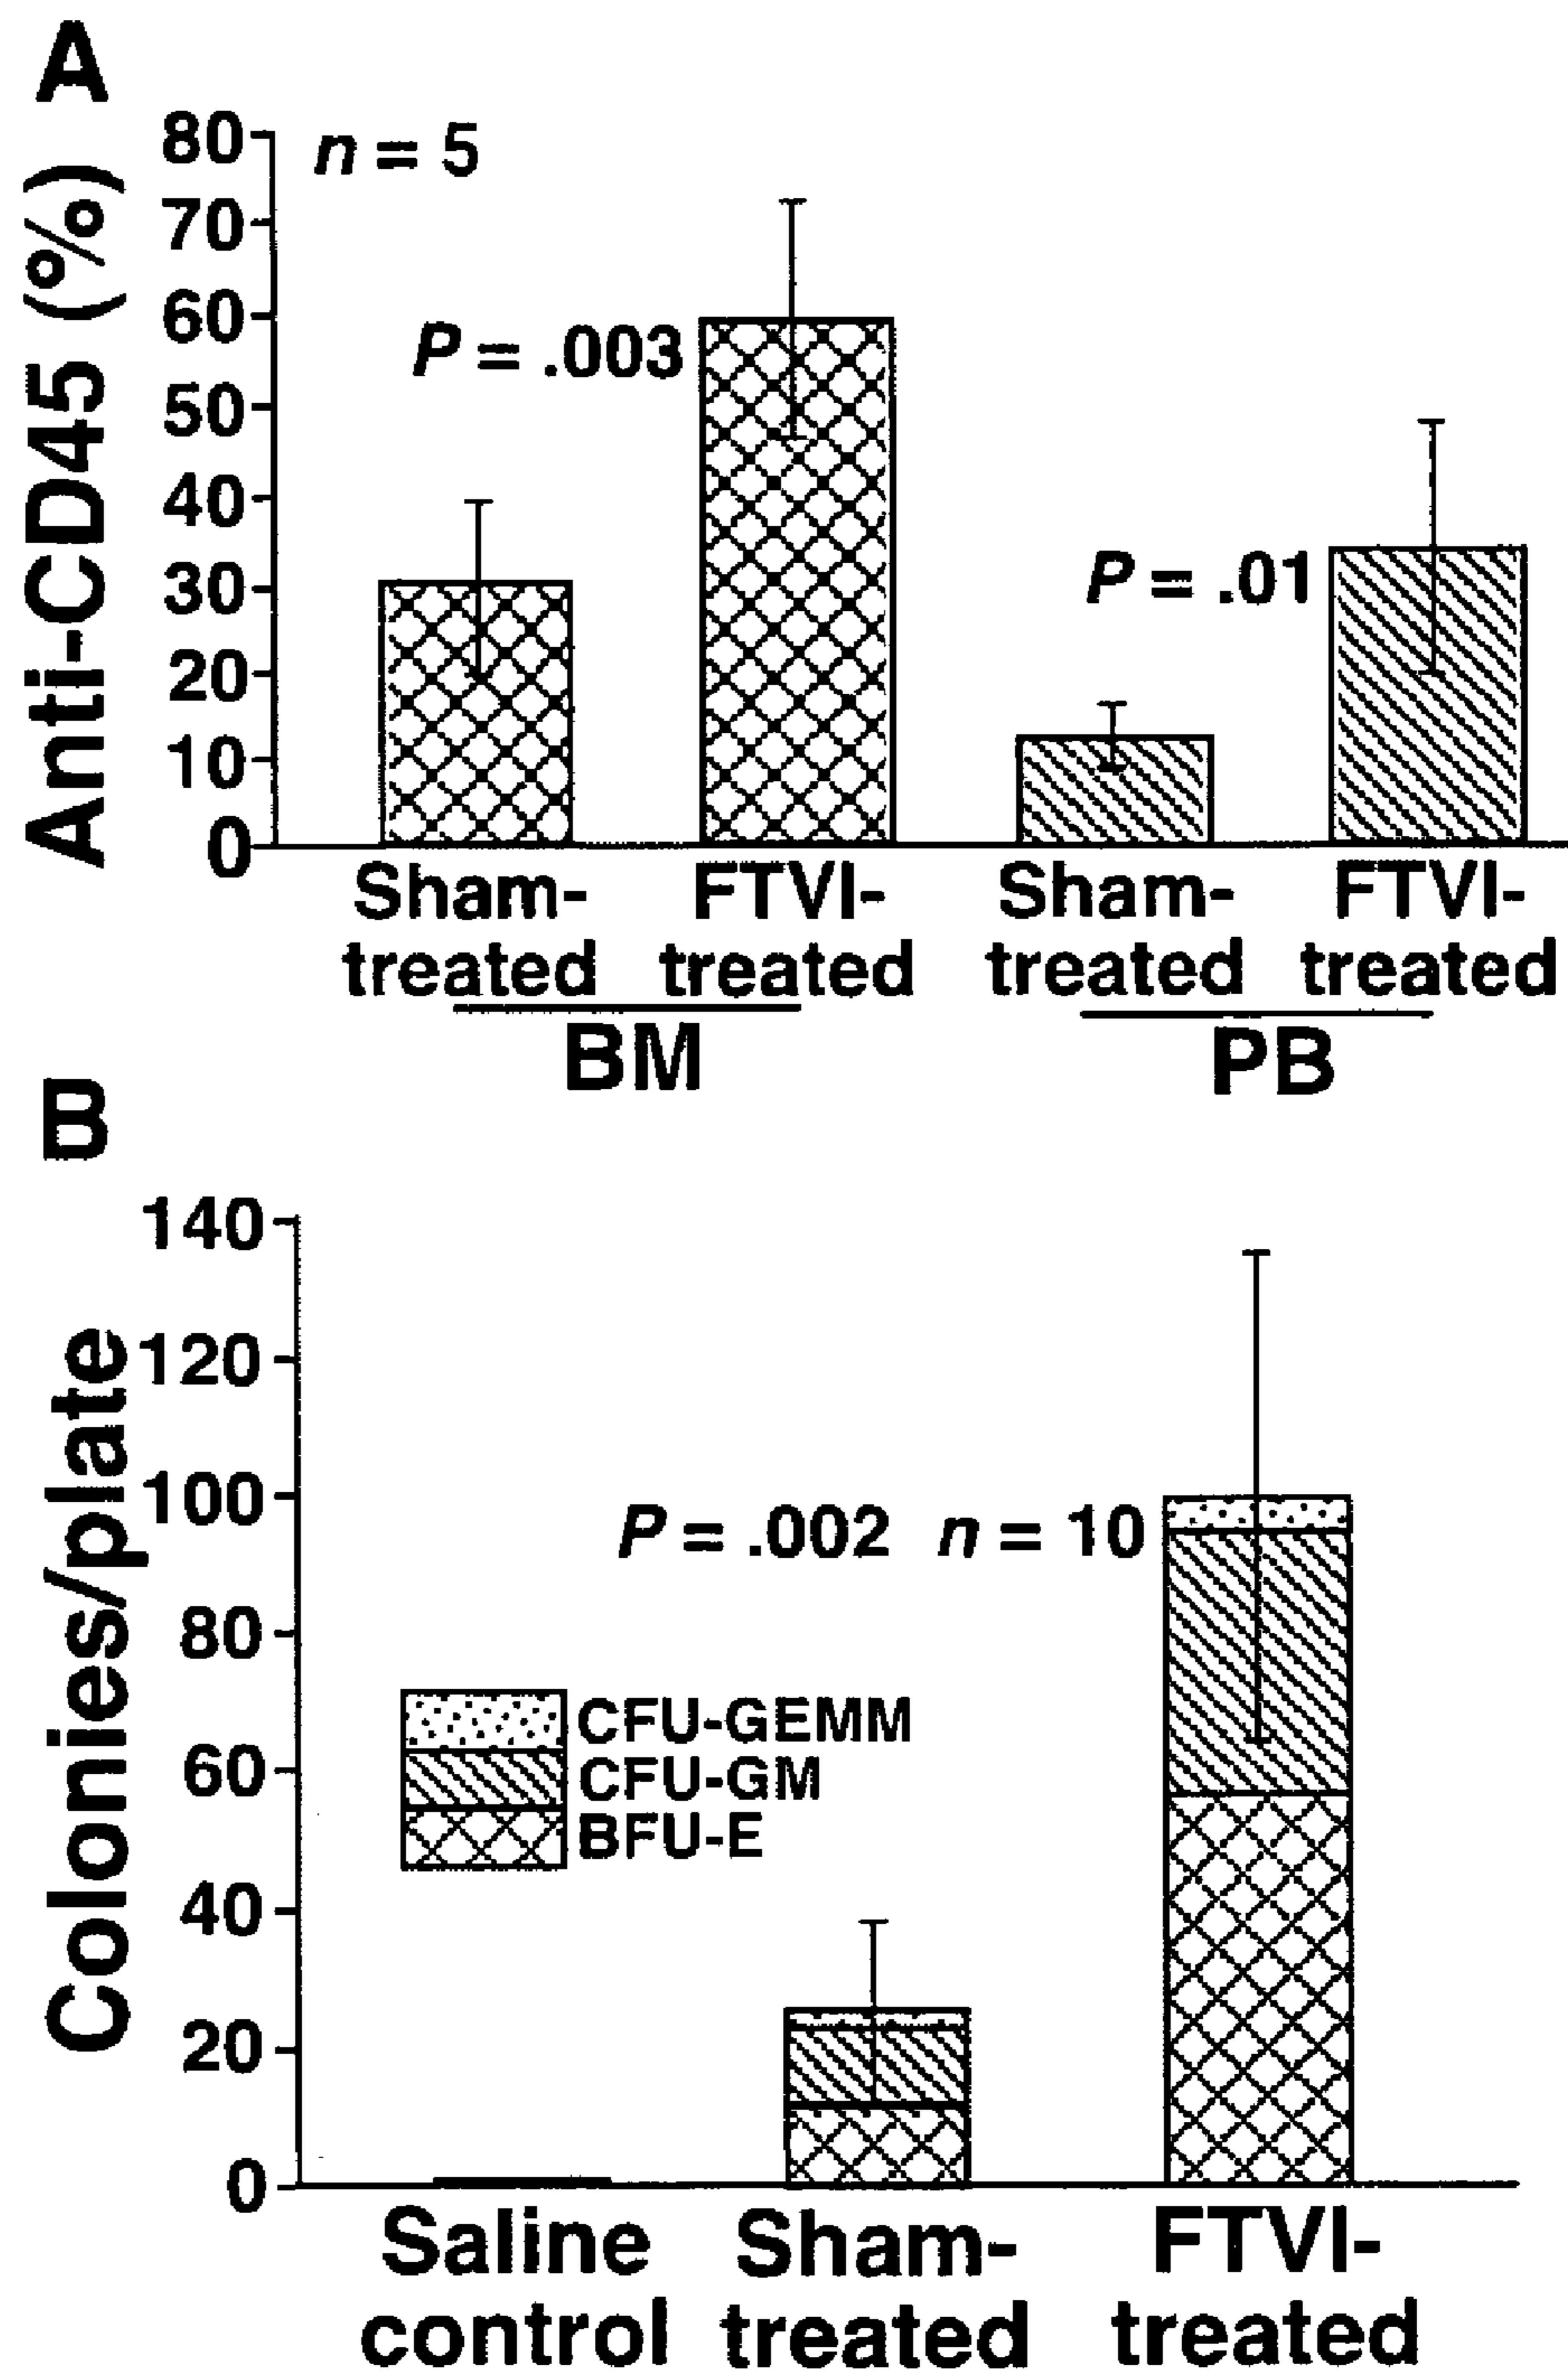 A
Anti-CD45 (%)
80
70
60
50
40
30
20
10
0
n = 5
P = .003
P = .01
Sham-treated
FTVI-treated
Sham-treated
FTVI-treated
BM
PB
B
Colonies/plate
140
120
100
80
60
40
20
0
P = .002 n = 10
CFU-GEMM
CFU-GM
BFU-E
Saline control
Sham-treated
FTVI-treated